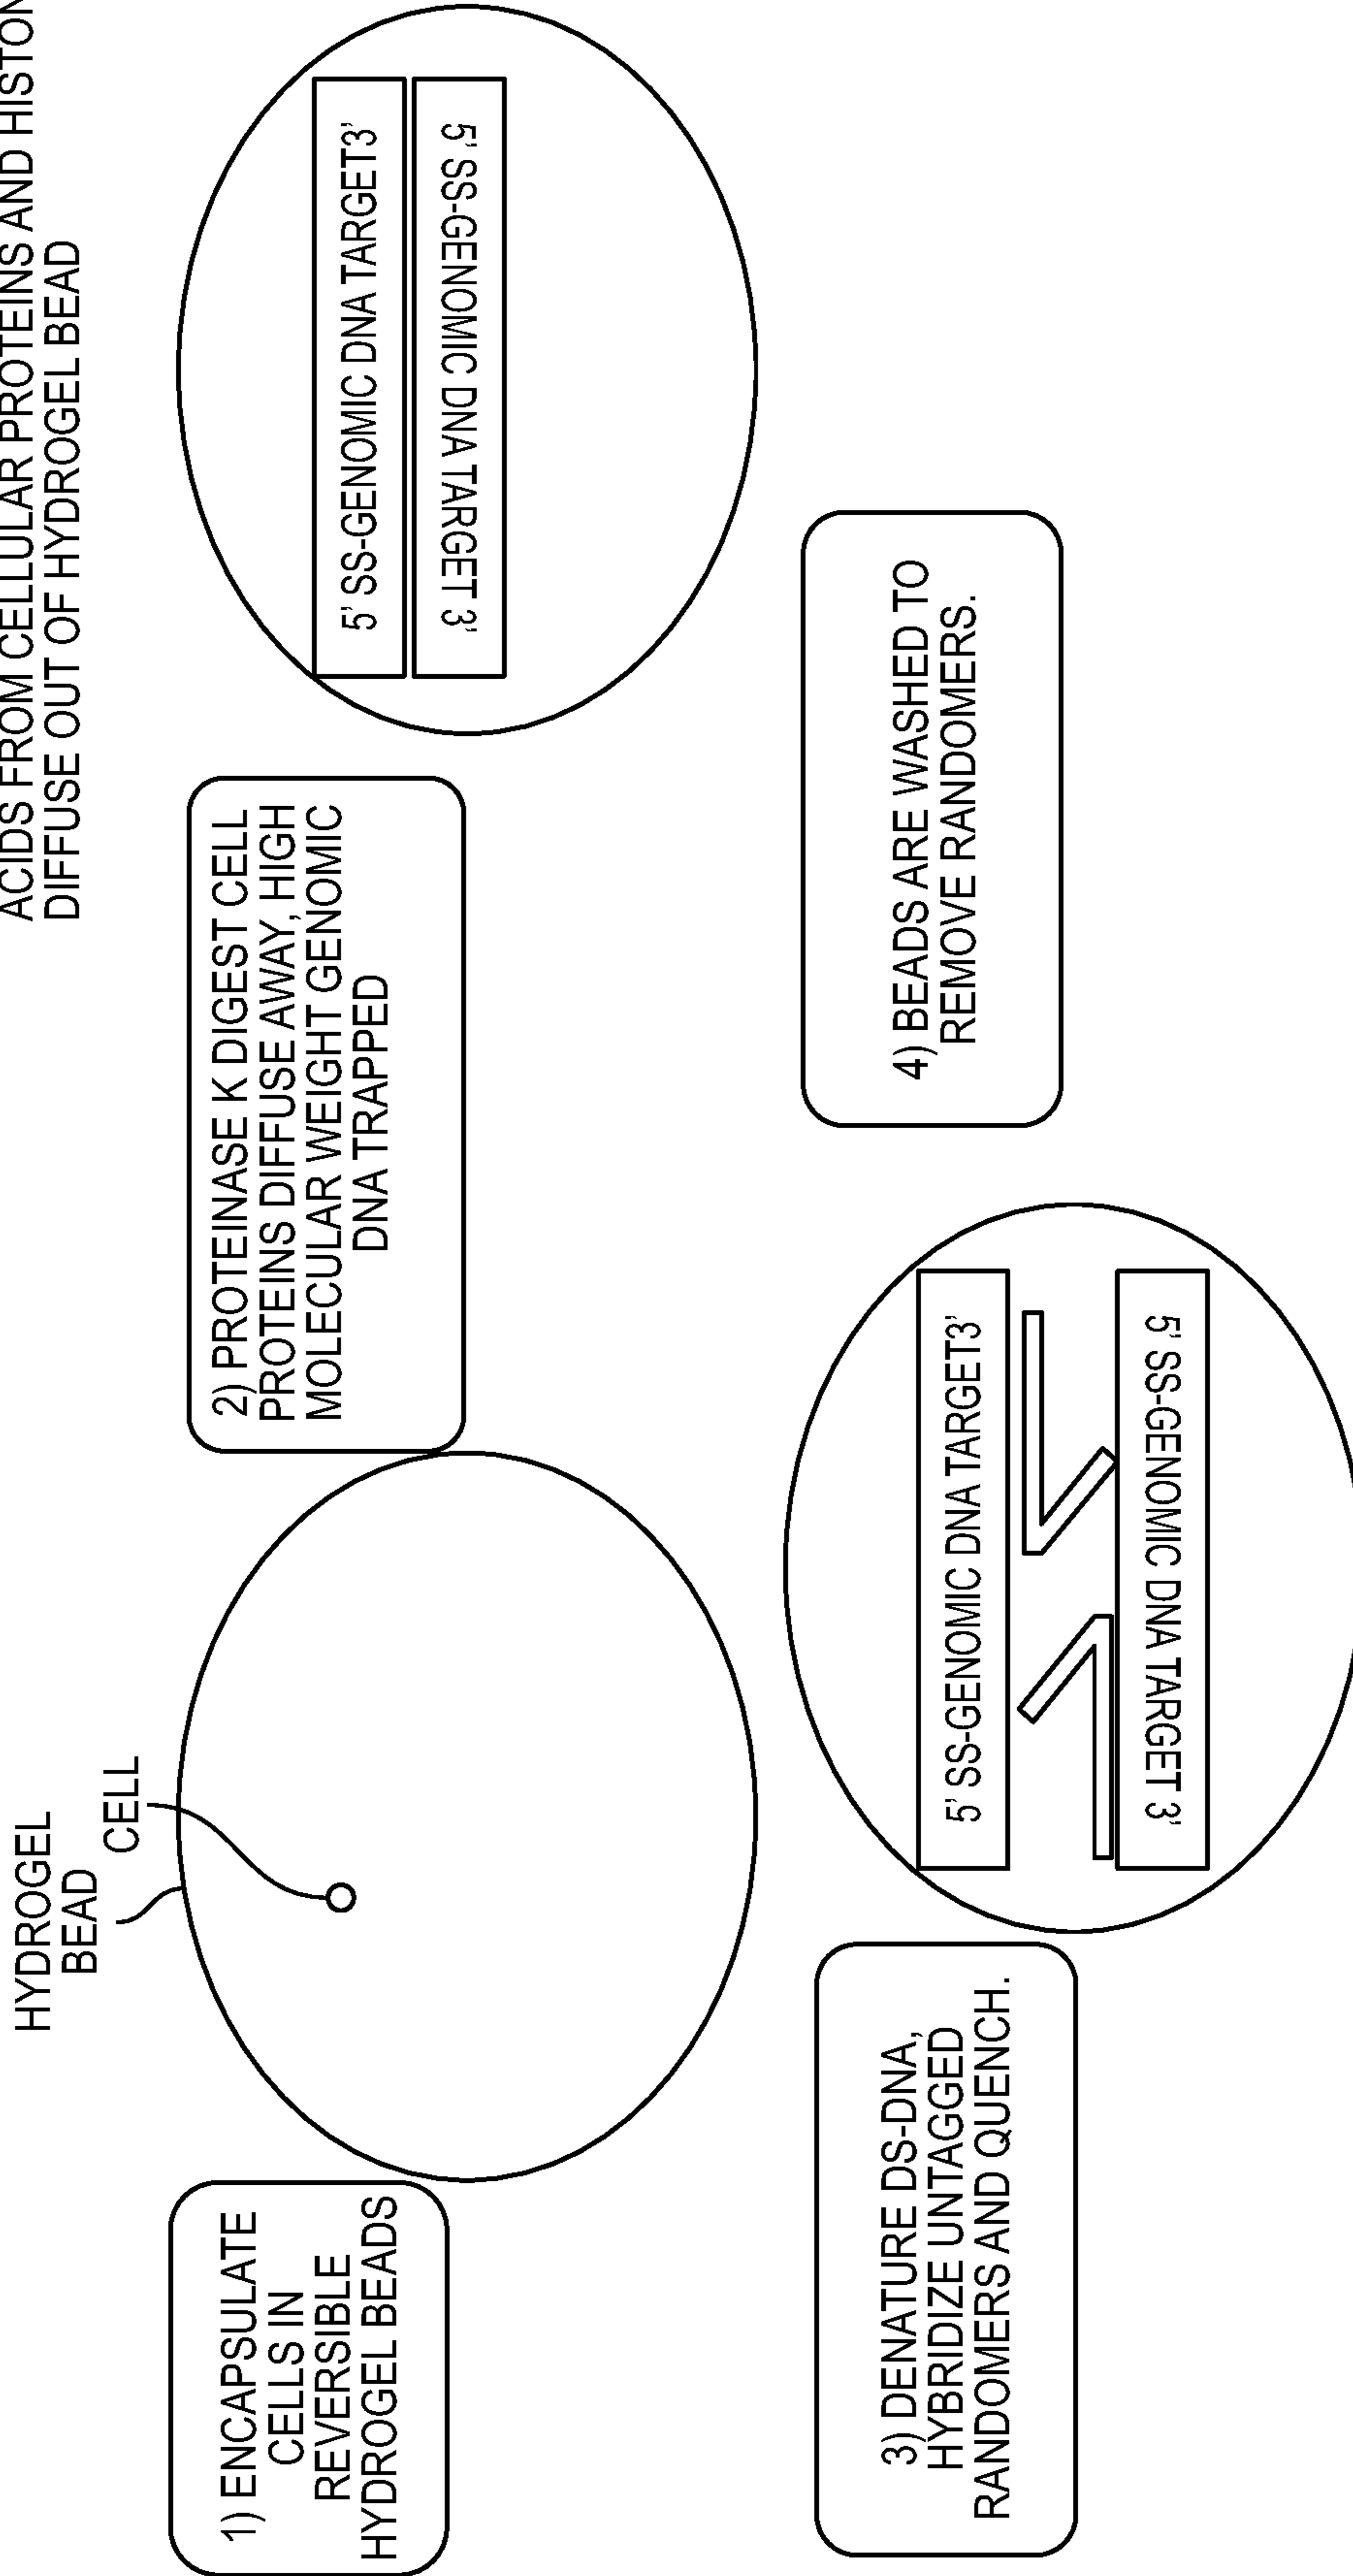 ACIDS FROM CELLULAR PROTEINS AND
DIFFUSE OUT OF HYDROGEL BEAD
HYDROGEL
BEAD
CELL
1) ENCAPSULATE
CELLS IN
REVERSIBLE
HYDROGEL BEADS
2) PROTEINASE K DIGEST CELL
PROTEINS DIFFUSE AWAY, HIGH
MOLECULAR WEIGHT GENOMIC
DNA TRAPPED
5' SS-GENOMIC DNA TARGET3'
5' SS-GENOMIC DNA TARGET 3'
3) DENATURE DS-DNA,
HYBRIDIZE UNTAGGED
RANDOMERS AND QUENCH.
5' SS-GENOMIC DNA TARGET3'
5' SS-GENOMIC DNA TARGET 3'
4) BEADS ARE WASHED TO
REMOVE RANDOMERS.